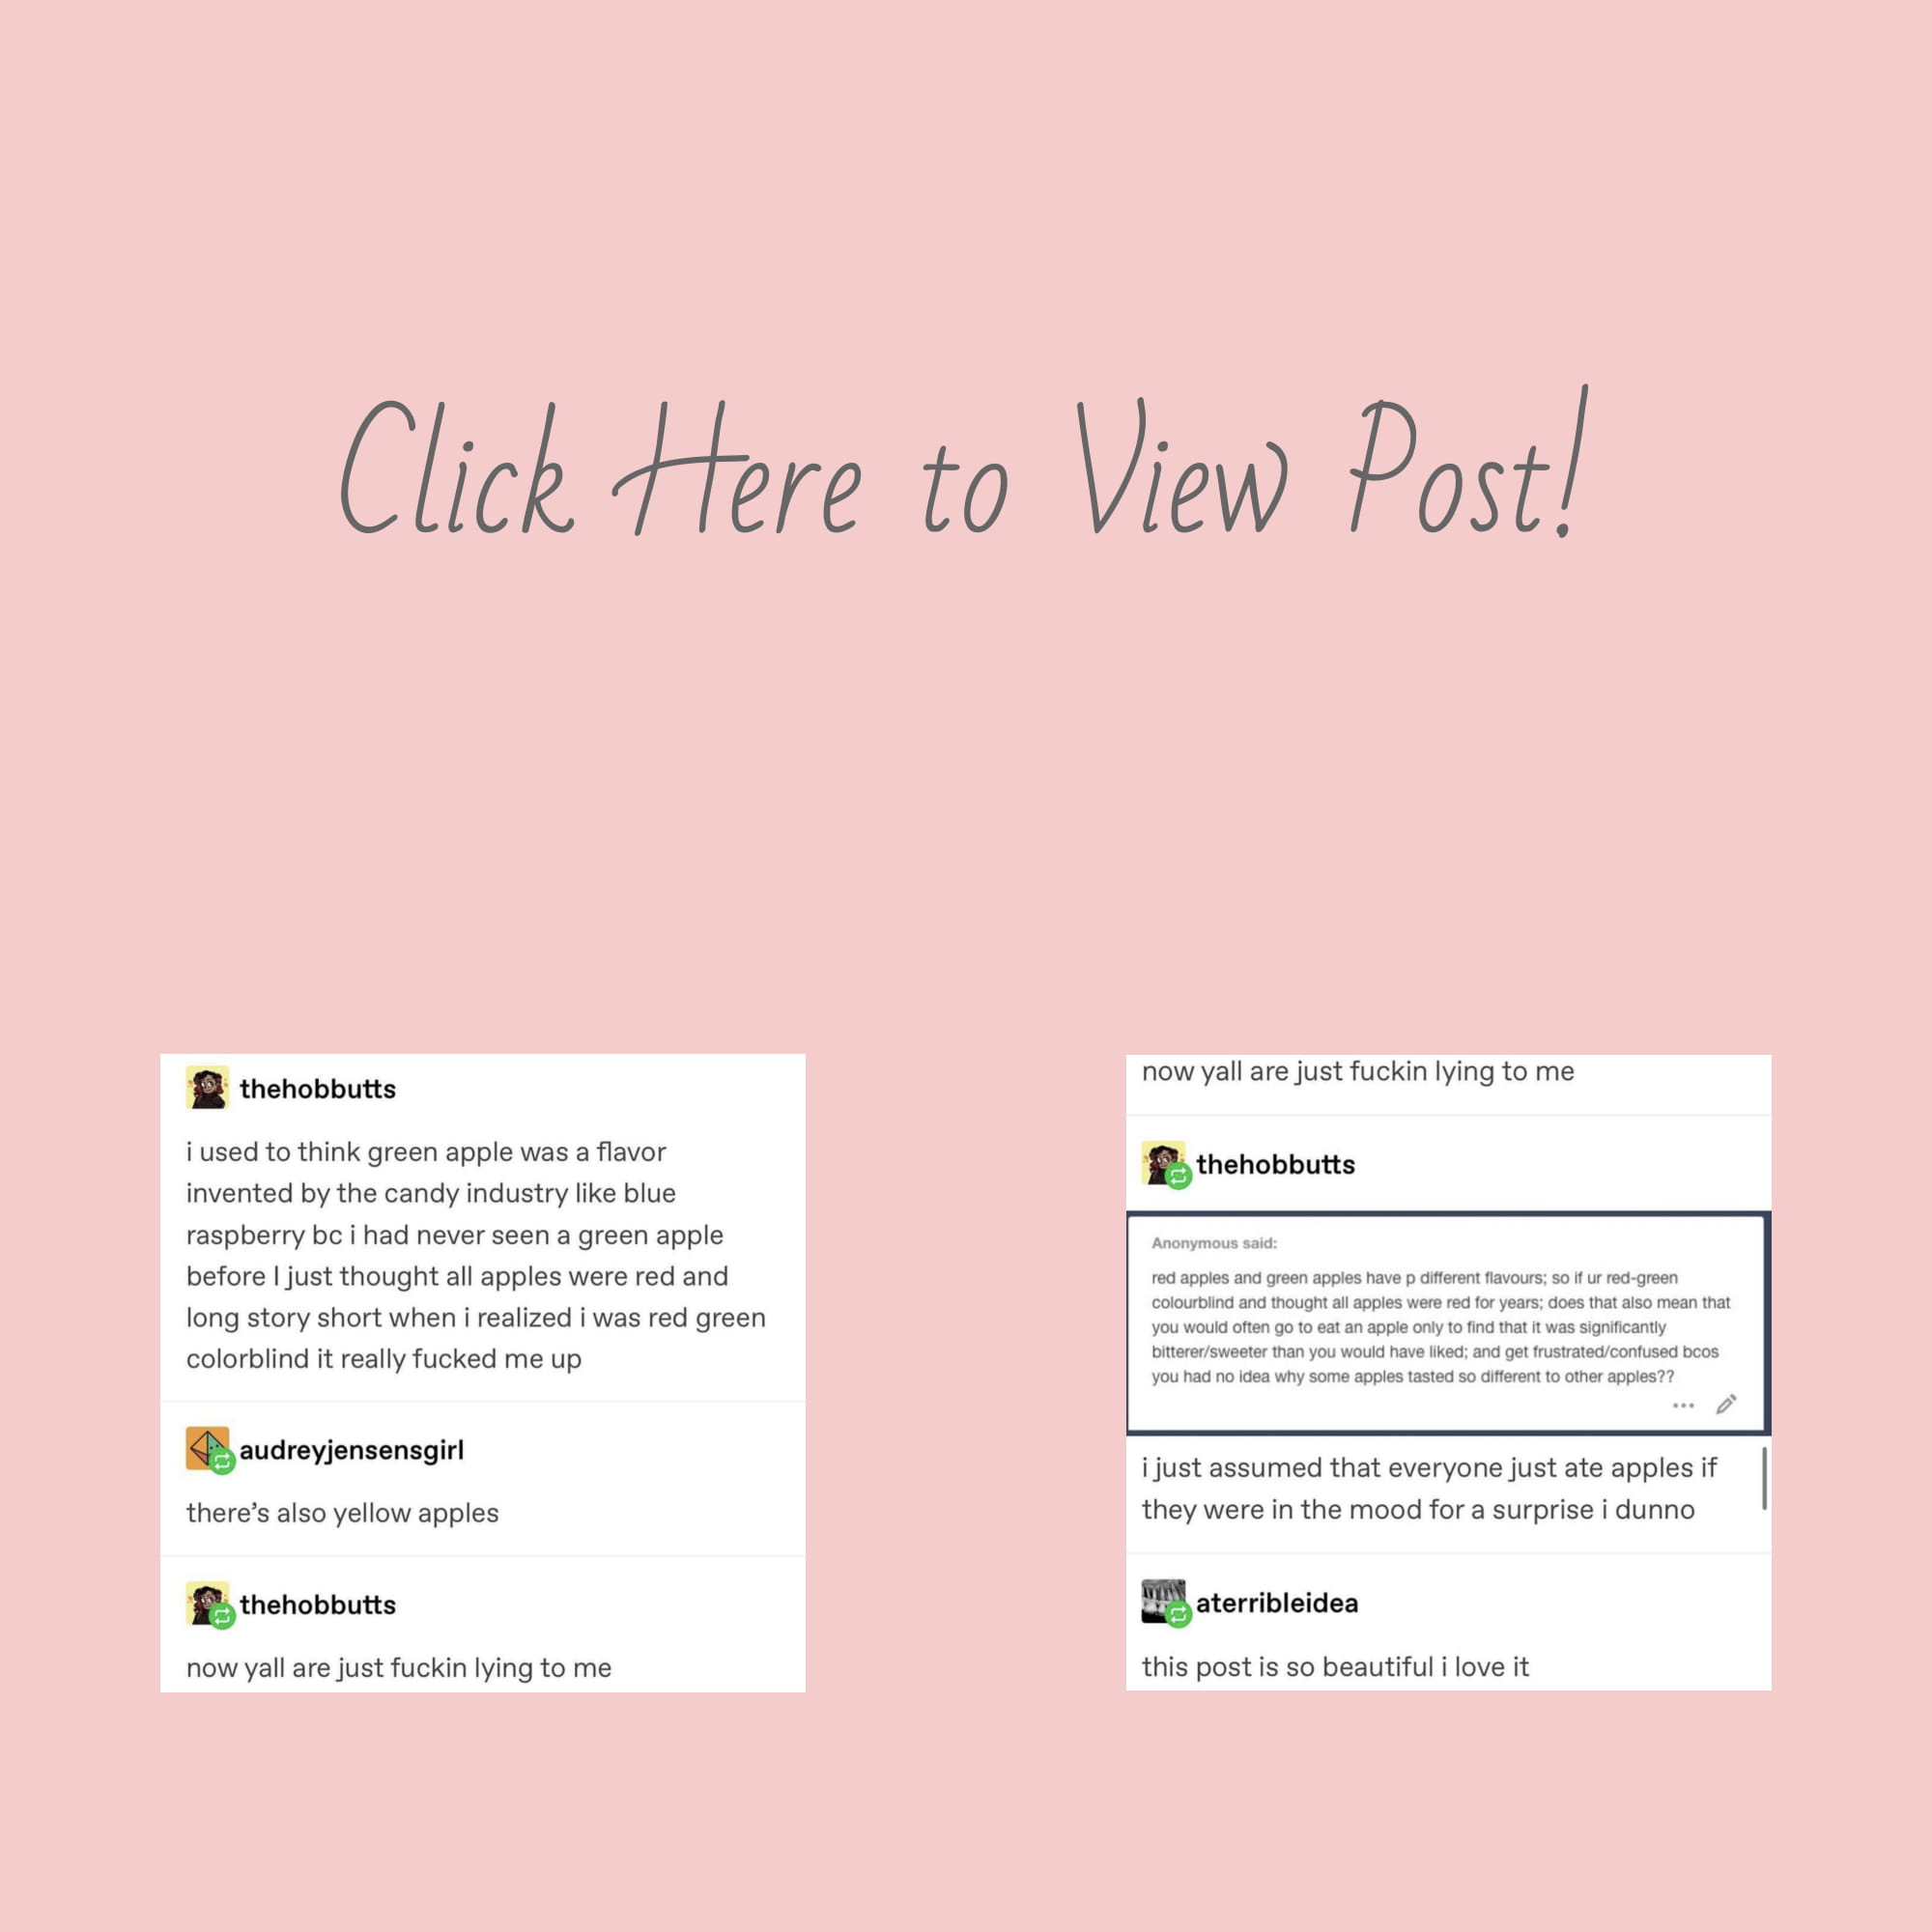 Click Here to View Post!
thehobbutts
i used to think green apple was a flavor
invented by the candy industry like blue
raspberry bc i had never seen a green apple
before I just thought all apples were red and
long story short when i realized i was red green
colorblind it really fucked me up
audreyjensensgirl
there’s also yellow apples
thehobbutts
now yall are just fuckin lying to me
now yall are just fuckin lying to me
thehobbutts
Anonymous said:
red apples and green apples have p different flavours; so if ur red-green
colourblind and thought all apples were red for years; does that also mean that
you would often go to eat an apple only to find that it was significantly
bitterer/sweeter than you would have liked; and get frustrated/confused bcos
you had no idea why some apples tasted so different to other apples??
i just assumed that everyone just ate apples if
they were in the mood for a surprise i dunno
aterribleidea
this post is so beautiful i love it